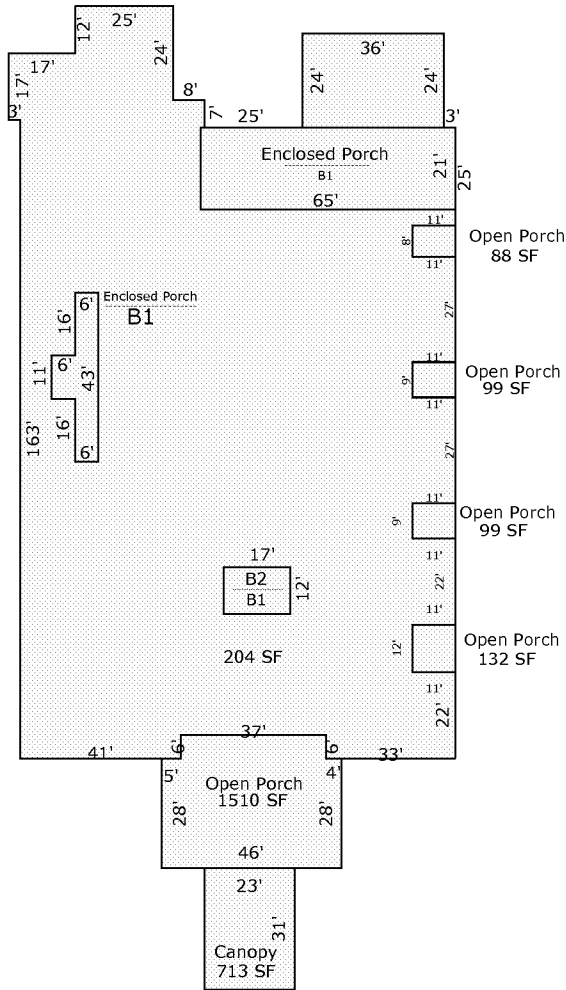 25'
12'
24'
17'
17'
3'
8'
7'
25'
36'
24'
24'
3'
Enclosed Porch
B1
21'
25'
65'
11'
8'
11'
Open Porch
88 SF
27'
Enclosed Porch
B1
6'
16'
6'
11'
43'
16'
6'
163'
11'
9'
11'
Open Porch
99 SF
27'
11'
9'
11'
Open Porch
99 SF
22'
17'
B2
B1
12'
204 SF
11'
12'
11'
Open Porch
132 SF
22'
41'
6'
37'
6'
33'
5'
4'
Open Porch
1510 SF
28'
28'
46'
23'
31'
Canopy
713 SF